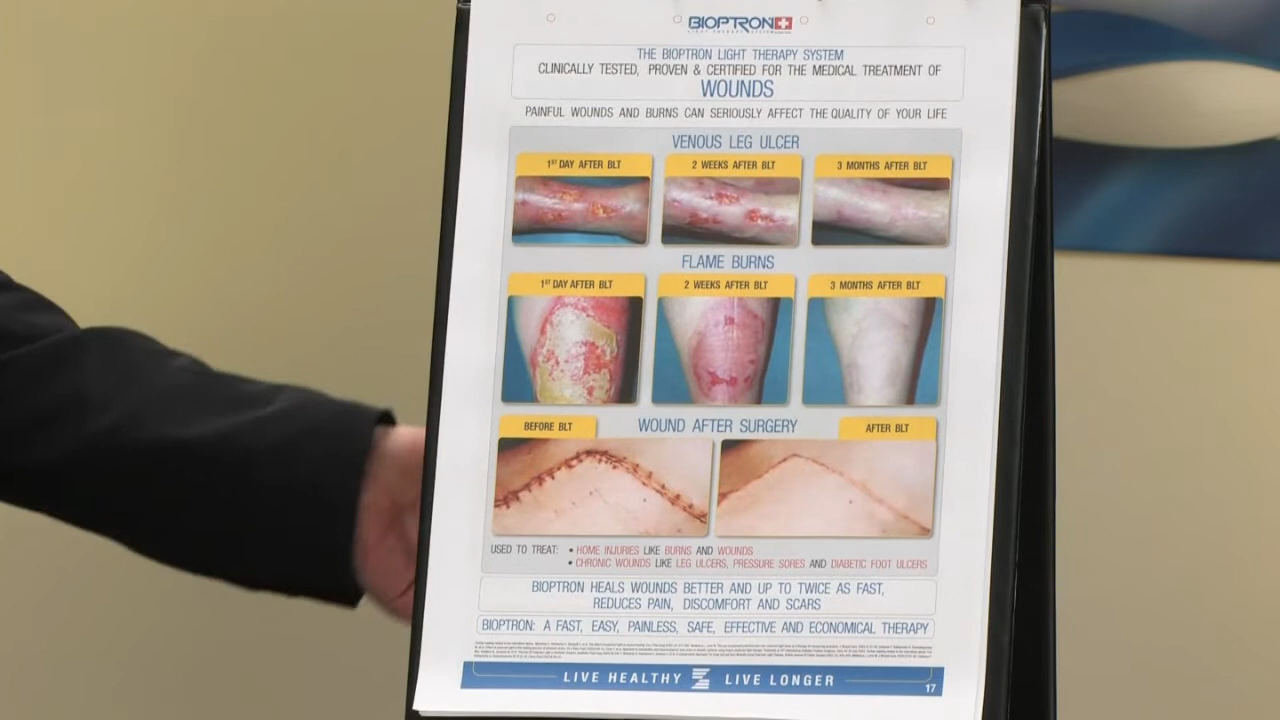 BIOPTRON
LIGHT THERAPY SYSTEM
THE BIOPTRON LIGHT THERAPY SYSTEM
CLINICALLY TESTED, PROVEN & CERTIFIED FOR THE MEDICAL TREATMENT OF
WOUNDS
PAINFUL WOUNDS AND BURNS CAN SERIOUSLY AFFECT THE QUALITY OF YOUR LIFE
VENOUS LEG ULCER
1ST DAY AFTER BLT
2 WEEKS AFTER BLT
3 MONTHS AFTER BLT
FLAME BURNS
1ST DAY AFTER BLT
2 WEEKS AFTER BLT
3 MONTHS AFTER BLT
WOUND AFTER SURGERY
BEFORE BLT
AFTER BLT
USED TO TREAT: • HOME INJURIES LIKE BURNS AND WOUNDS
• CHRONIC WOUNDS LIKE LEG ULCERS, PRESSURE SORES AND DIABETIC FOOT ULCERS
BIOPTRON HEALS WOUNDS BETTER AND UP TO TWICE AS FAST,
REDUCES PAIN, DISCOMFORT AND SCARS
BIOPTRON: A FAST, EASY, PAINLESS, SAFE, EFFECTIVE AND ECONOMICAL THERAPY
LIVE HEALTHY LIVE LONGER
17